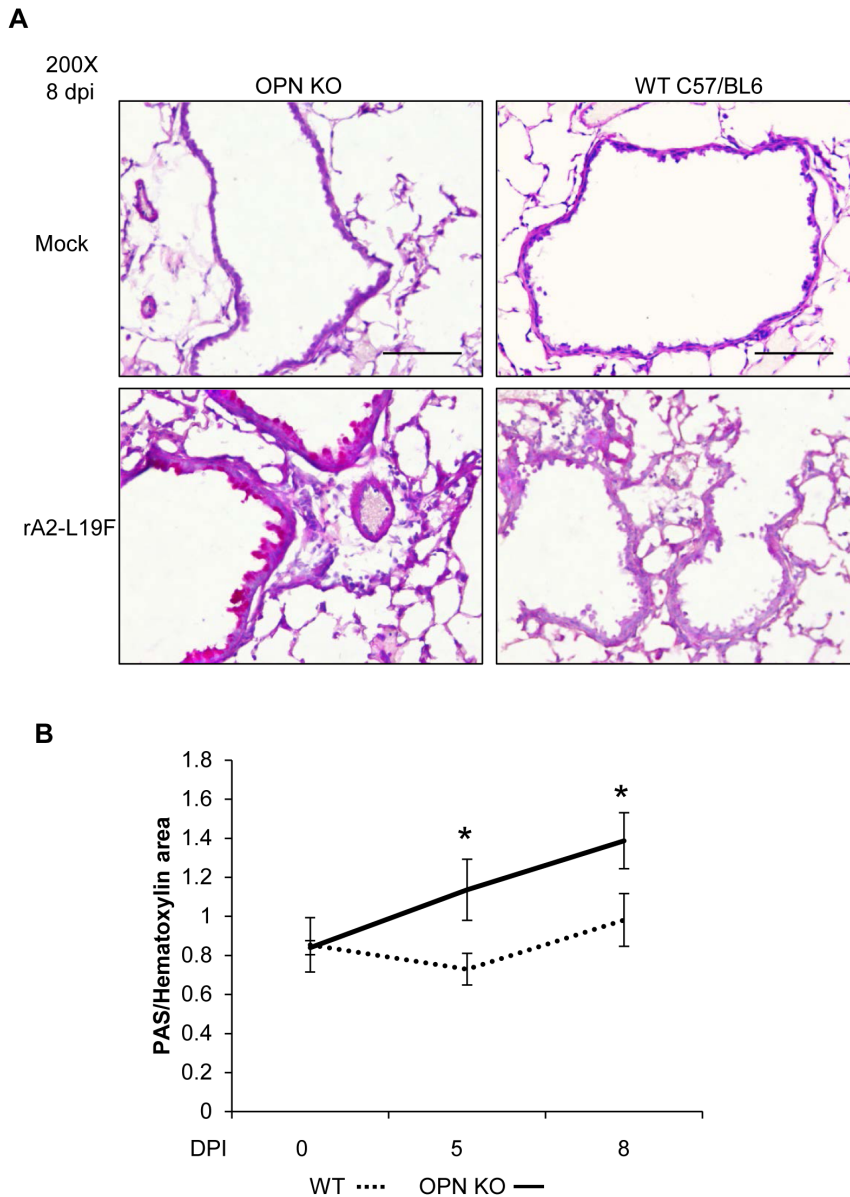 A
200X
8 dpi
OPN KO
WT C57/BL6
Mock
rA2-L19F
B
PAS/Hematoxylin area
1.8
1.6
1.4
1.2
1
0.8
0.6
0.4
0.2
0
*
*
DPI 0 5 8
WT OPN KO